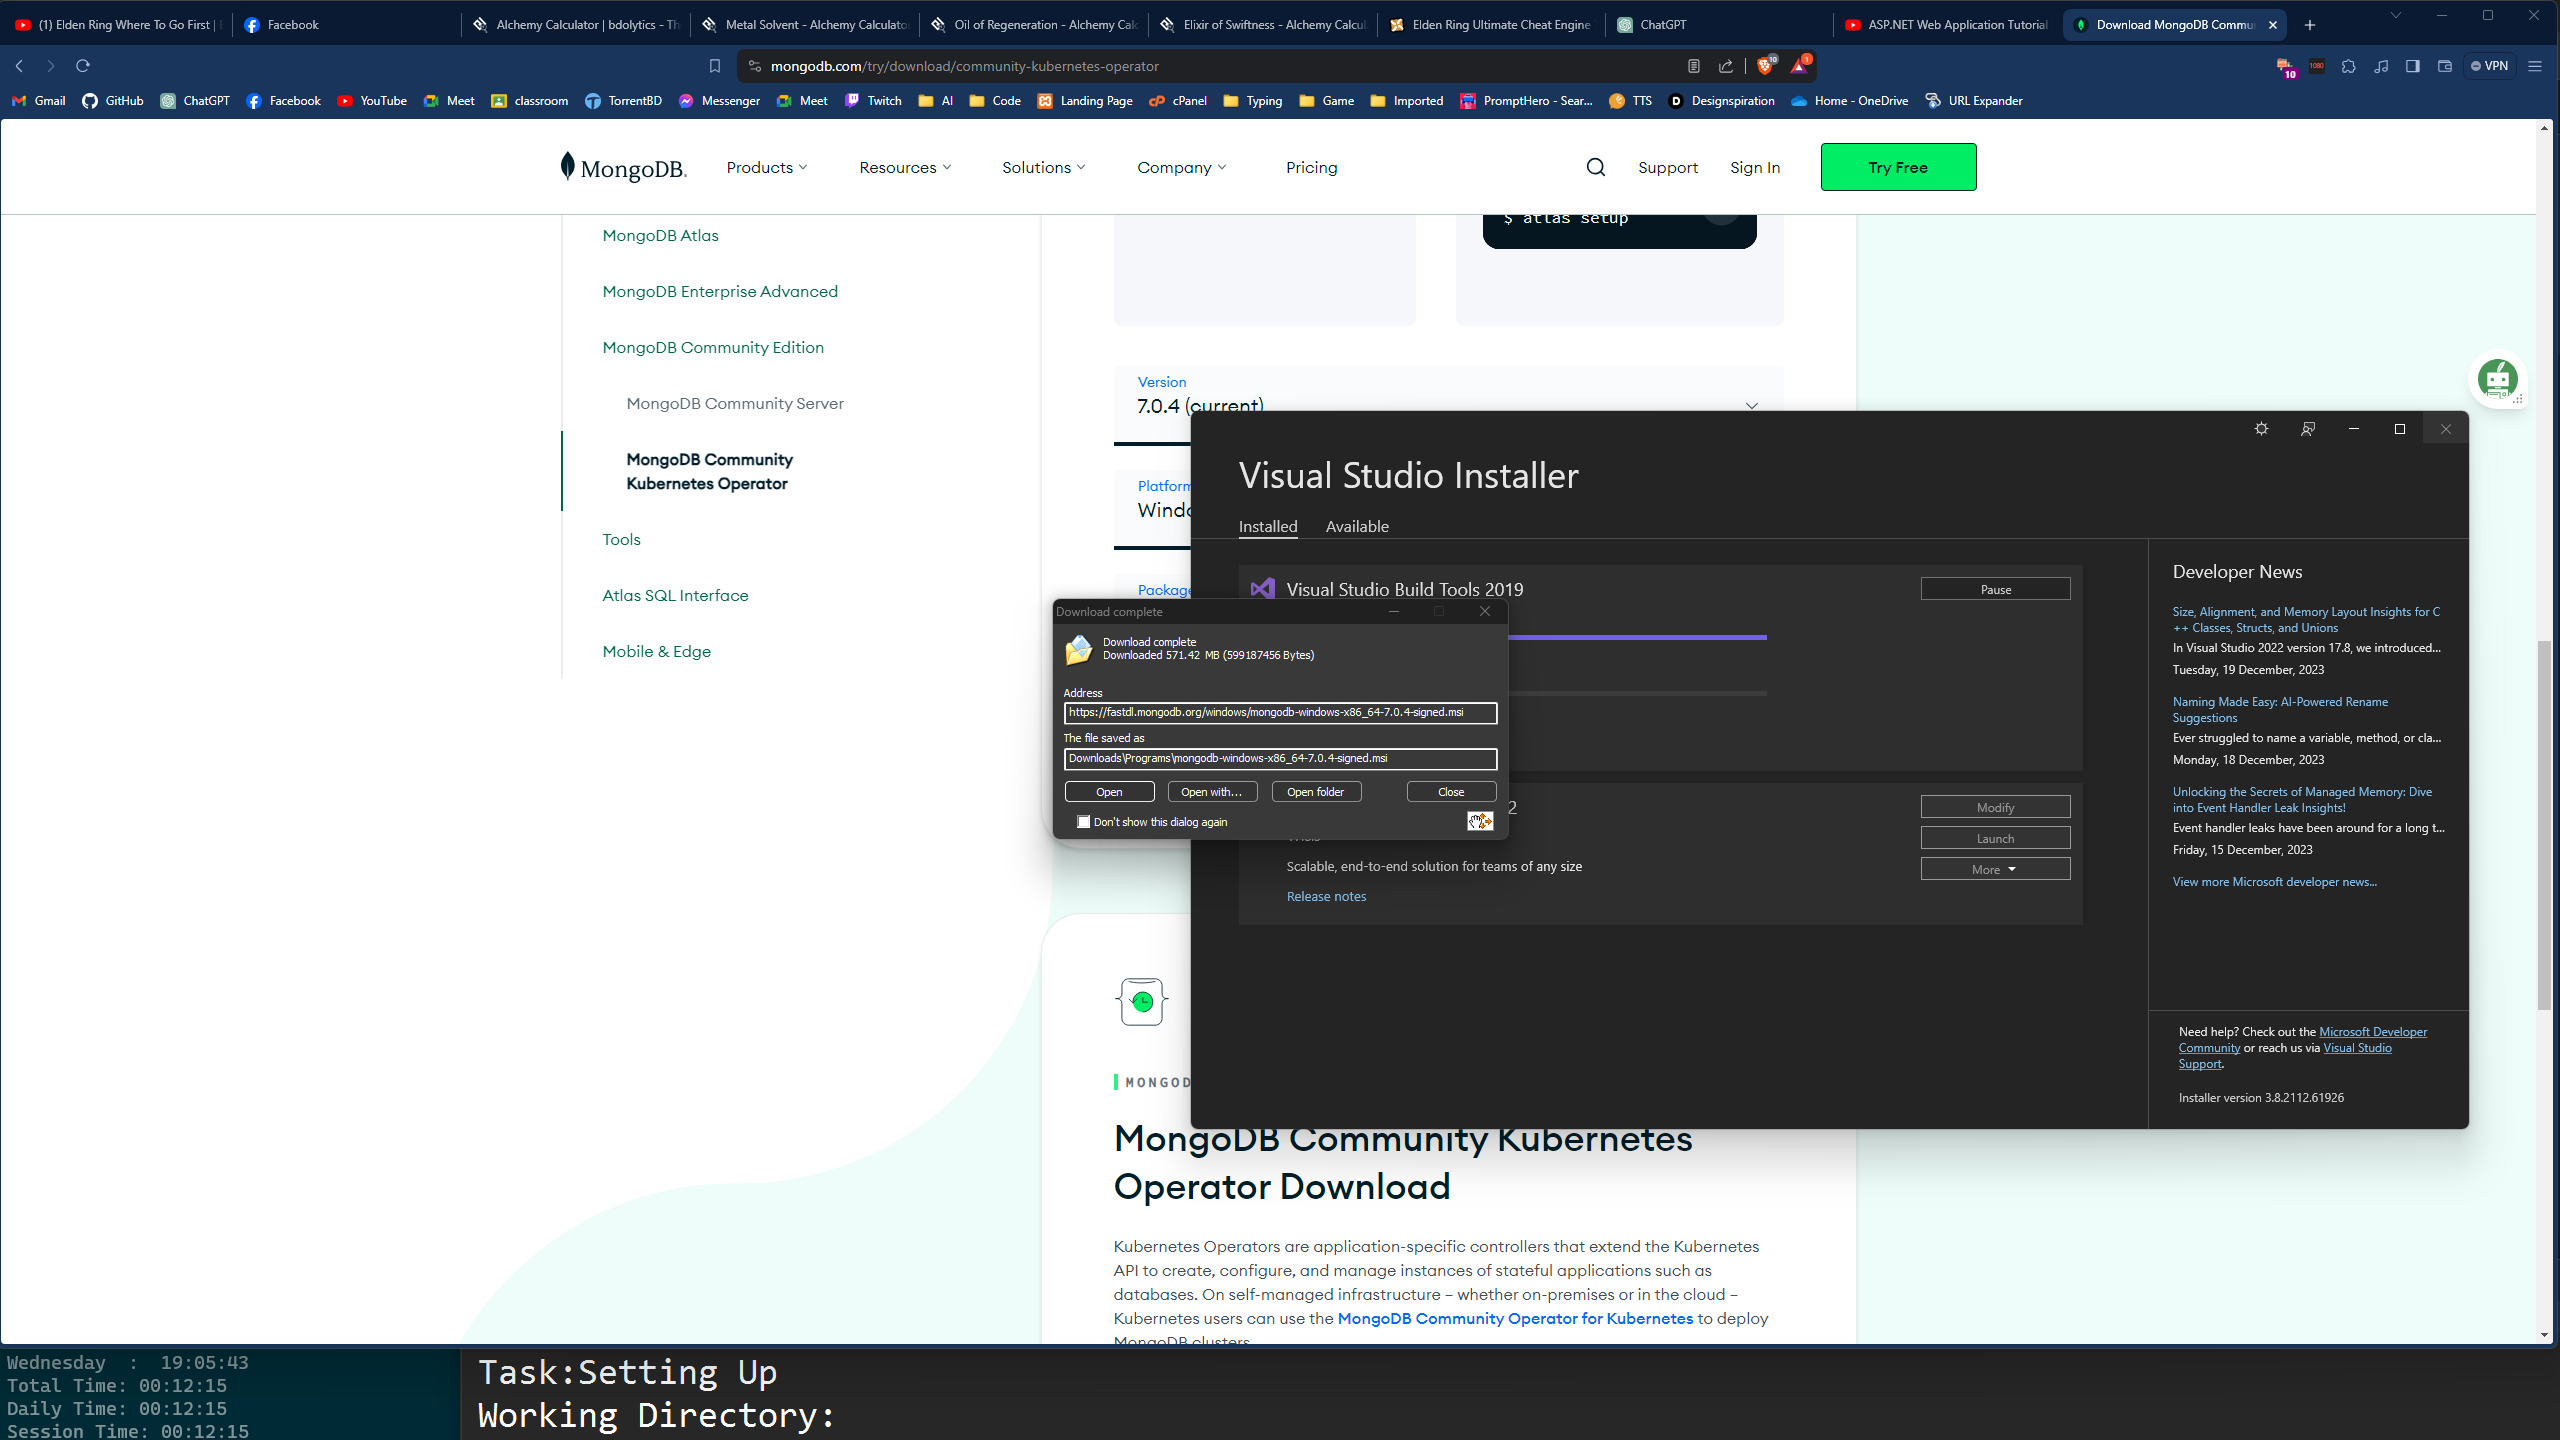 (1) Elden Ring Where To Go First |
Facebook
Alchemy Calculator | bdolytics - Th
Metal Solvent - Alchemy Calculator
Oil of Regeneration - Alchemy Calc
Elixir of Swiftness - Alchemy Calcul
Elden Ring Ultimate Cheat Engine
ChatGPT
ASP.NET Web Application Tutorial
Download MongoDB Commu
mongodb.com/try/download/community-kubernetes-operator
10
1
10
1080
VPN
Gmail
GitHub
ChatGPT
Facebook
YouTube
Meet
classroom
TorrentBD
Messenger
Meet
Twitch
AI
Code
Landing Page
cPanel
Typing
Game
Imported
PromptHero - Sear...
TTS
Designspiration
Home - OneDrive
URL Expander
MongoDB.
Products
Resources
Solutions
Company
Pricing
Support
Sign In
Try Free
MongoDB Atlas
MongoDB Enterprise Advanced
MongoDB Community Edition
MongoDB Community Server
MongoDB Community
Kubernetes Operator
Tools
Atlas SQL Interface
Mobile & Edge
$ atlas setup
Version
7.0.4 (current)
Platform
Windo
Package
Visual Studio Installer
Installed
Available
Visual Studio Build Tools 2019
Pause
2
Modify
Launch
More
Scalable, end-to-end solution for teams of any size
Release notes
Developer News
Size, Alignment, and Memory Layout Insights for C
++ Classes, Structs, and Unions
In Visual Studio 2022 version 17.8, we introduced...
Tuesday, 19 December, 2023
Naming Made Easy: AI-Powered Rename
Suggestions
Ever struggled to name a variable, method, or cla...
Monday, 18 December, 2023
Unlocking the Secrets of Managed Memory: Dive
into Event Handler Leak Insights!
Event handler leaks have been around for a long t...
Friday, 15 December, 2023
View more Microsoft developer news...
Need help? Check out the Microsoft Developer
Community or reach us via Visual Studio
Support.
Installer version 3.8.2112.61926
Download complete
Download complete
Downloaded 571.42 MB (599187456 Bytes)
Address
https://fastdl.mongodb.org/windows/mongodb-windows-x86_64-7.0.4-signed.msi
The file saved as
Downloads\Programs\mongodb-windows-x86_64-7.0.4-signed.msi
Open
Open with...
Open folder
Close
Don't show this dialog again
MONGOD
MongoDB Community Kubernetes
Operator Download
Kubernetes Operators are application-specific controllers that extend the Kubernetes
API to create, configure, and manage instances of stateful applications such as
databases. On self-managed infrastructure – whether on-premises or in the cloud –
Kubernetes users can use the MongoDB Community Operator for Kubernetes to deploy
MongoDB clusters.
Wednesday : 19:05:43
Total Time: 00:12:15
Daily Time: 00:12:15
Session Time: 00:12:15
Task:Setting Up
Working Directory: